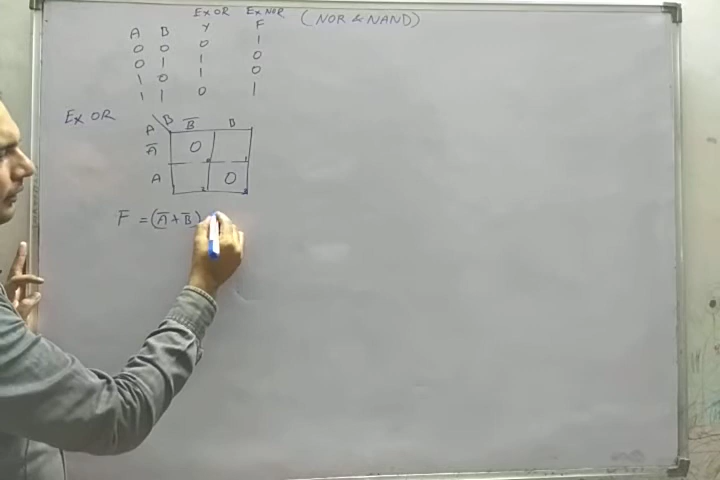 Ex OR Ex NOR (NOR & NAND)
A B Y F
0 0 0 1
0 1 1 0
1 0 1 0
1 1 0 1
Ex OR
A B B̅ B
A̅ 0
A 0
F = (A̅ + B̅)